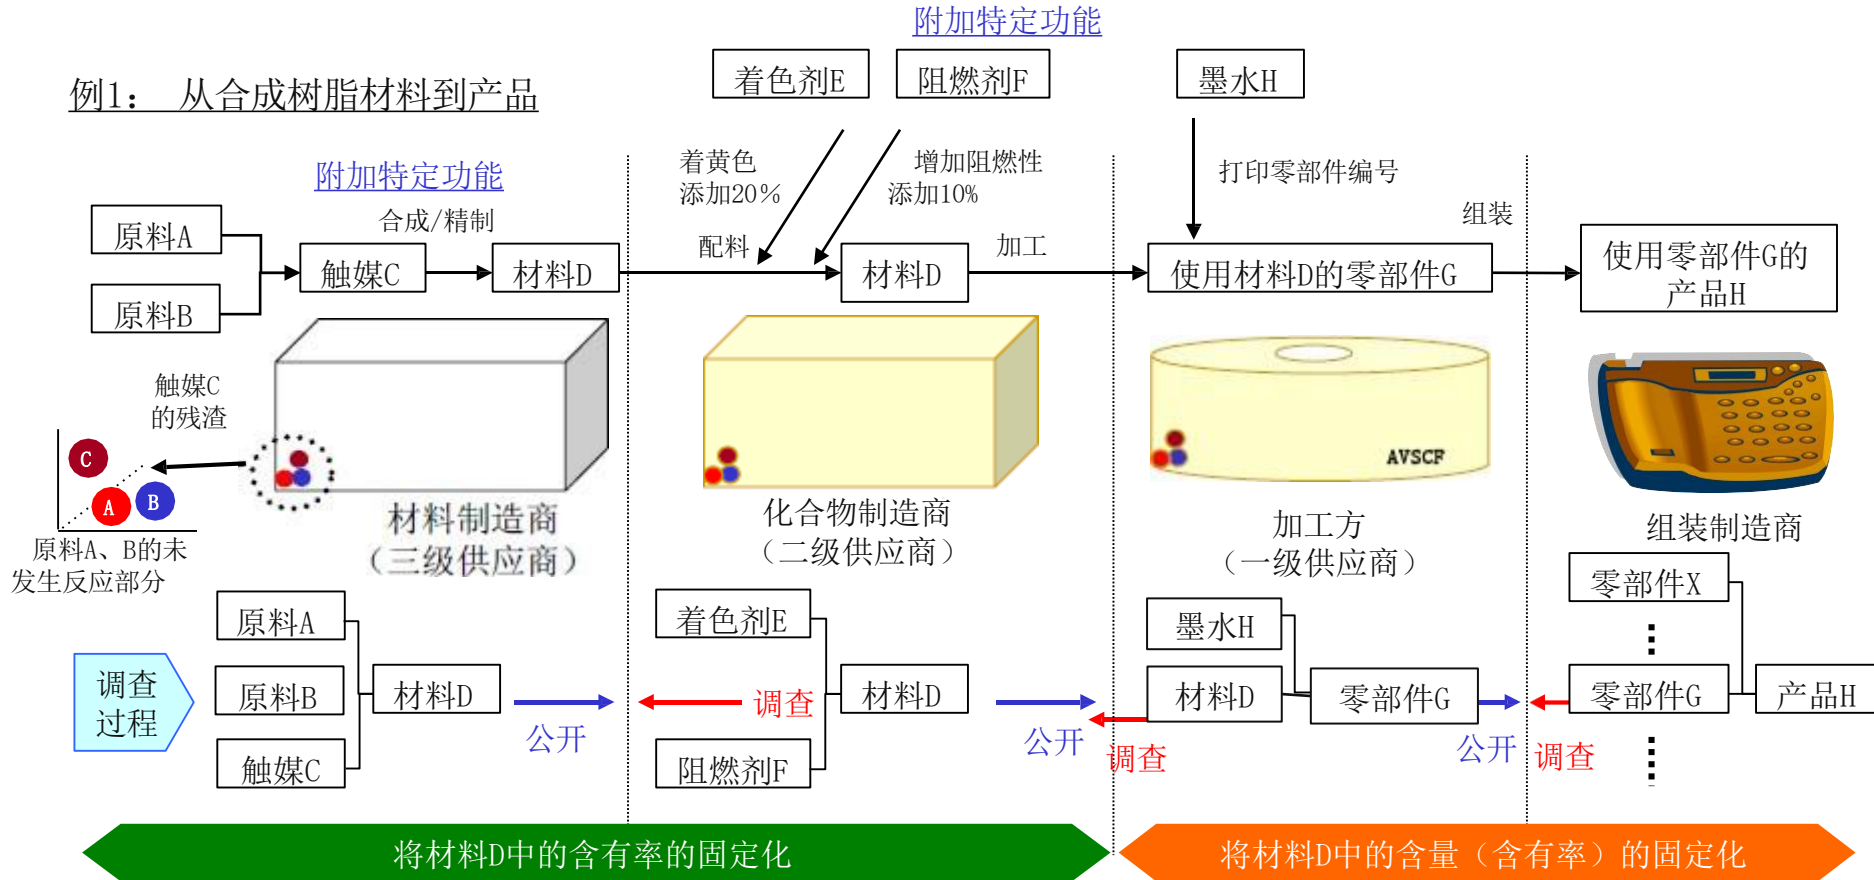 附加特定功能
着色剂E
阻燃剂F
墨水H
例1： 从合成树脂材料到产品
附加特定功能
着黄色
添加20％
增加阻燃性
添加10%
打印零部件编号
原料A
合成/精制
配料
加工
组装
触媒C
材料D
材料D
使用材料D的零部件G
使用零部件G的
产品H
原料B
触媒C
的残渣
C
A
B
AVSCF
原料A、B的未
发生反应部分
材料制造商
（三级供应商）
化合物制造商
（二级供应商）
加工方
（一级供应商）
组装制造商
调查
过程
原料A
原料B
触媒C
材料D
公开
调查
着色剂E
阻燃剂F
材料D
公开
调查
墨水H
材料D
零部件G
公开
调查
零部件X
零部件G
产品H
将材料D中的含有率的固定化
将材料D中的含量（含有率）的固定化